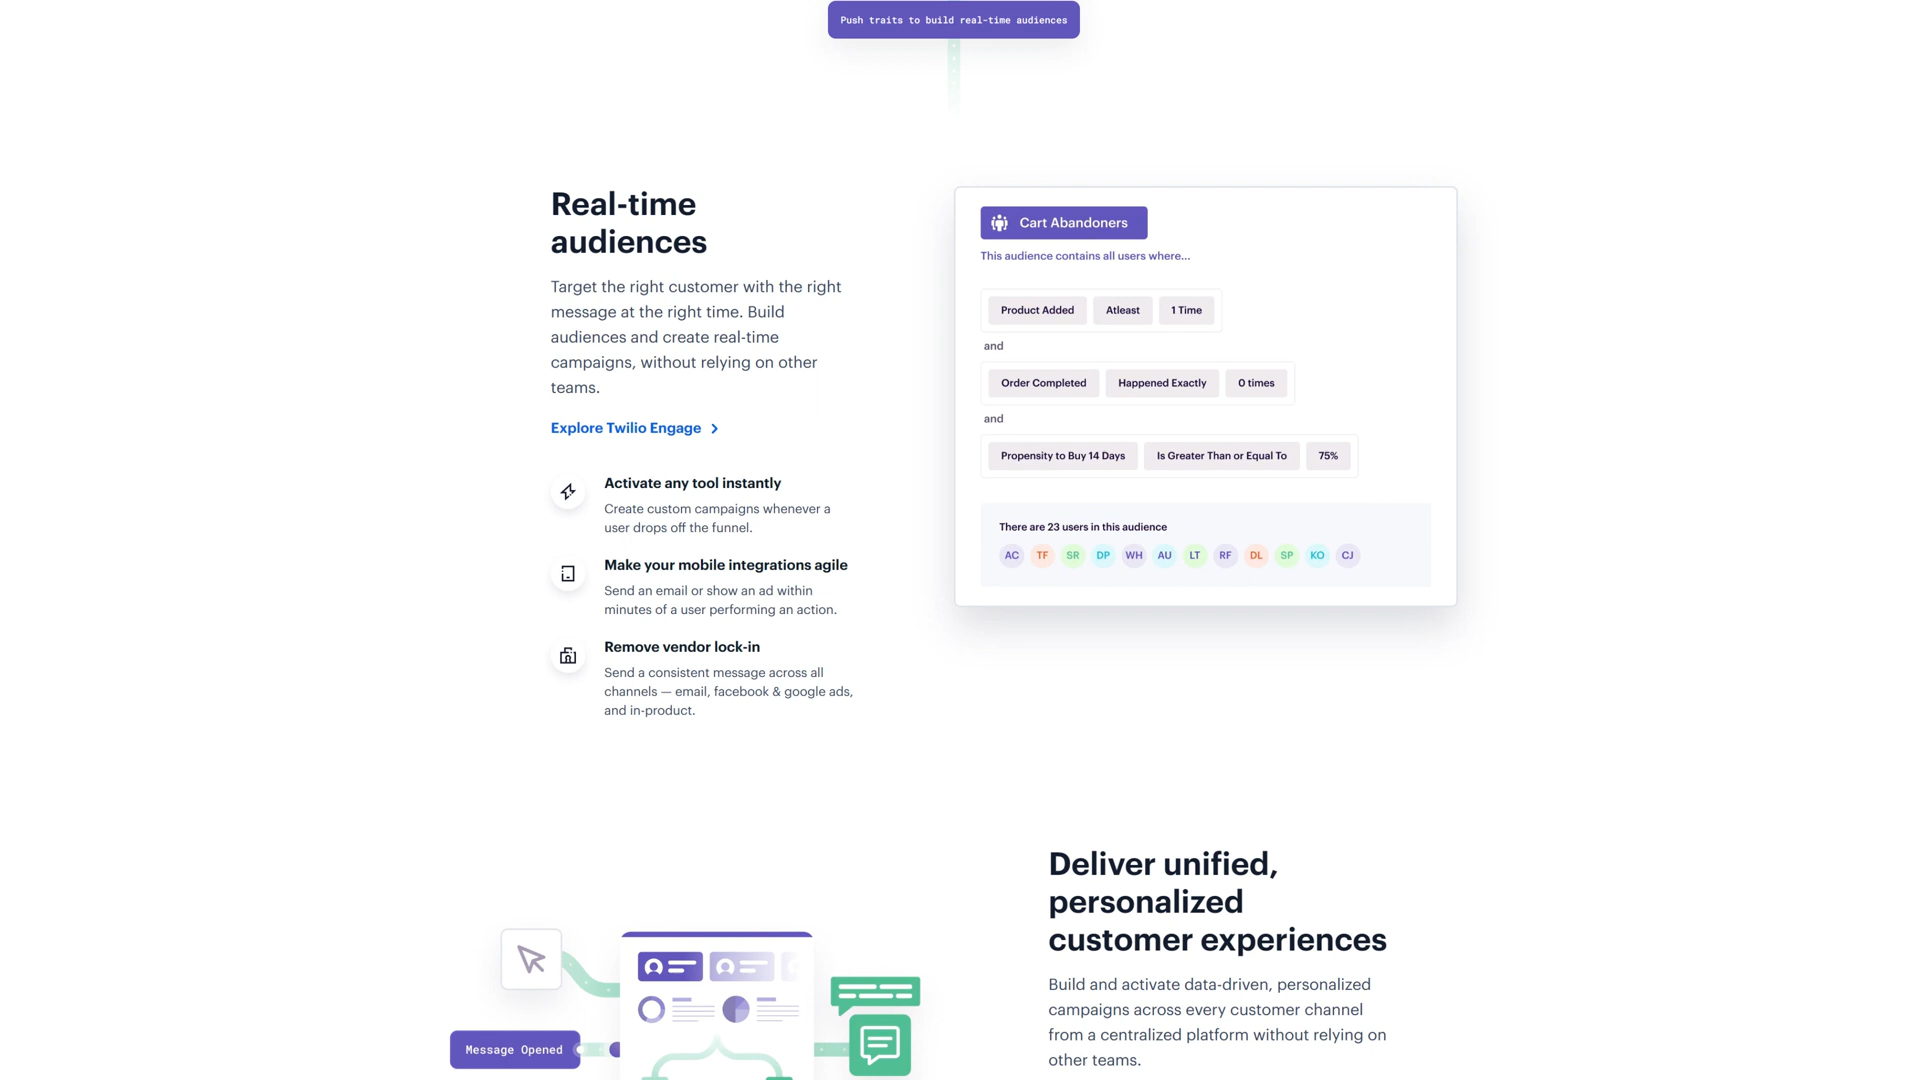 Push traits to build real-time audiences
Real-time
audiences
Target the right customer with the right
message at the right time. Build
audiences and create real-time
campaigns, without relying on other
teams.
Explore Twilio Engage
Activate any tool instantly
Create custom campaigns whenever a
user drops off the funnel.
Make your mobile integrations agile
Send an email or show an ad within
minutes of a user performing an action.
Remove vendor lock-in
Send a consistent message across all
channels — email, facebook & google ads,
and in-product.
Cart Abandoners
This audience contains all users where...
Product Added Atleast 1 Time
and
Order Completed Happened Exactly 0 times
and
Propensity to Buy 14 Days Is Greater Than or Equal To 75%
There are 23 users in this audience
AC TF SR DP WH AU LT RF DL SP KO CJ
Message Opened
Deliver unified,
personalized
customer experiences
Build and activate data-driven, personalized
campaigns across every customer channel
from a centralized platform without relying on
other teams.